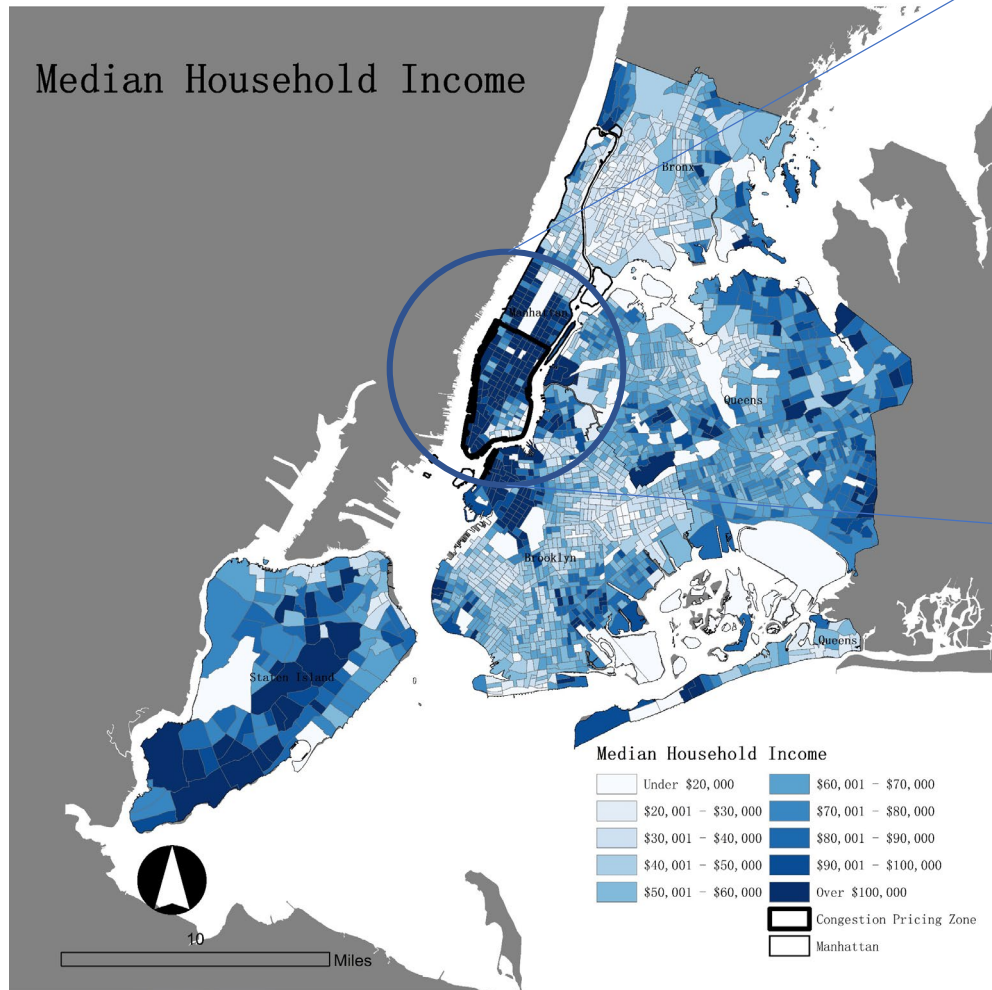 Median Household Income
Bronx
Manhattan
Queens
Brooklyn
Queens
Staten Island
Median Household Income
Under $20,000
$20,001 - $30,000
$30,001 - $40,000
$40,001 - $50,000
$50,001 - $60,000
$60,001 - $70,000
$70,001 - $80,000
$80,001 - $90,000
$90,001 - $100,000
Over $100,000
Congestion Pricing Zone
Manhattan
10
Miles